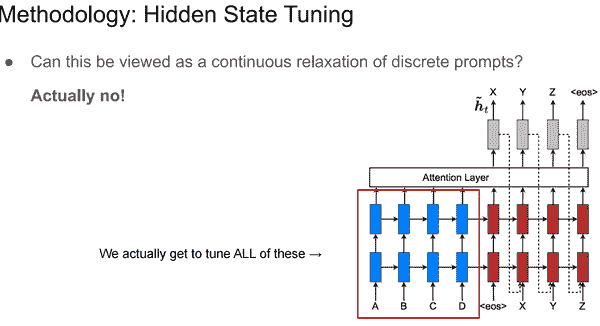 Methodology: Hidden State Tuning
● Can this be viewed as a continuous relaxation of discrete prompts?
Actually no!
X Y Z <eos>
h̃t
Attention Layer
We actually get to tune ALL of these →
A B C D <eos> X Y Z